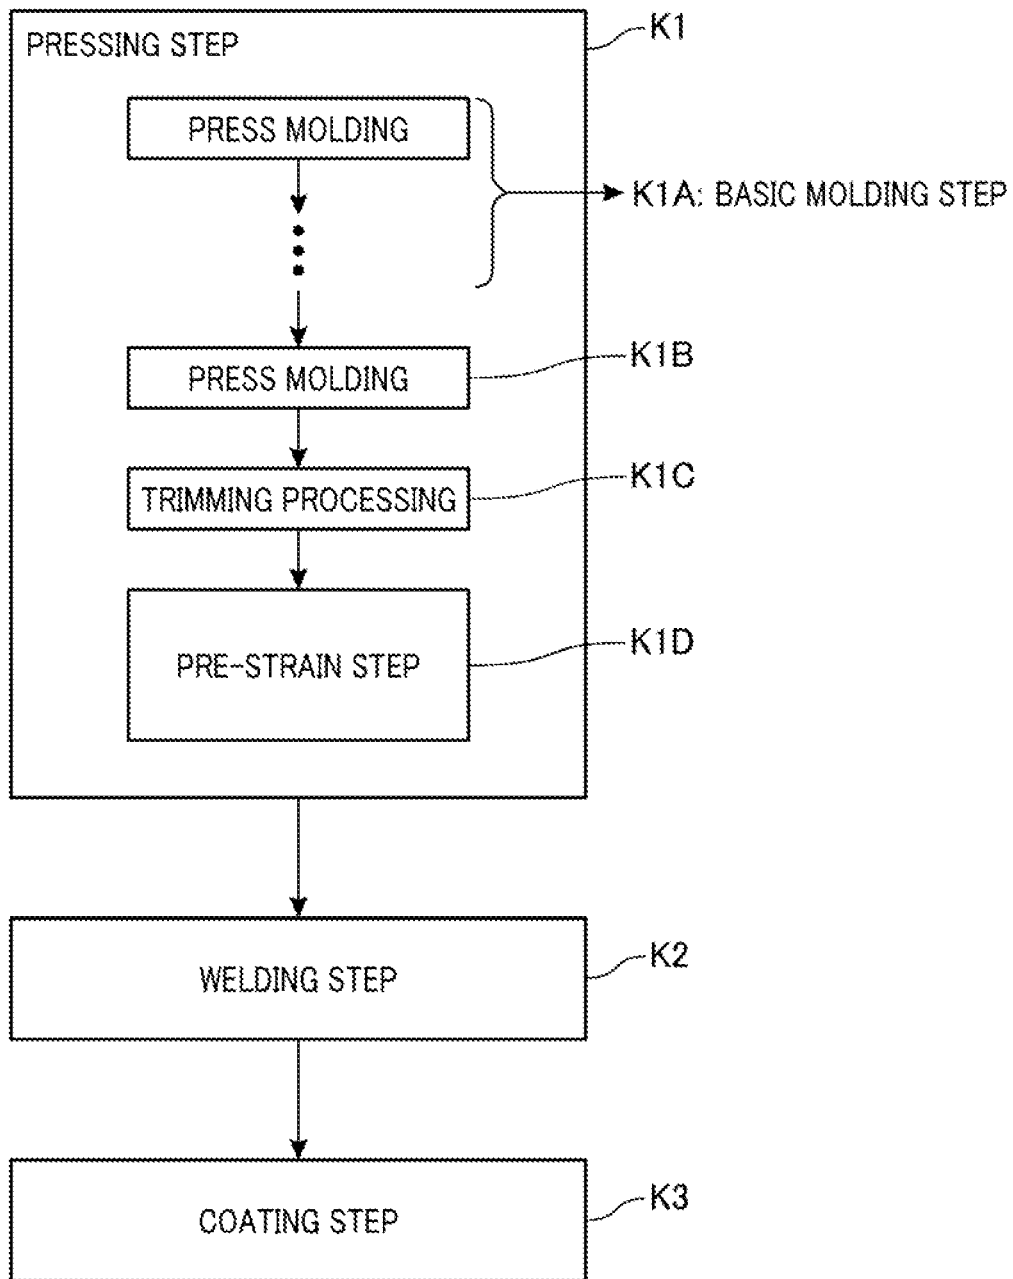 K1
PRESSING STEP
PRESS MOLDING
K1A: BASIC MOLDING STEP
K1B
PRESS MOLDING
K1C
TRIMMING PROCESSING
K1D
PRE-STRAIN STEP
K2
WELDING STEP
K3
COATING STEP